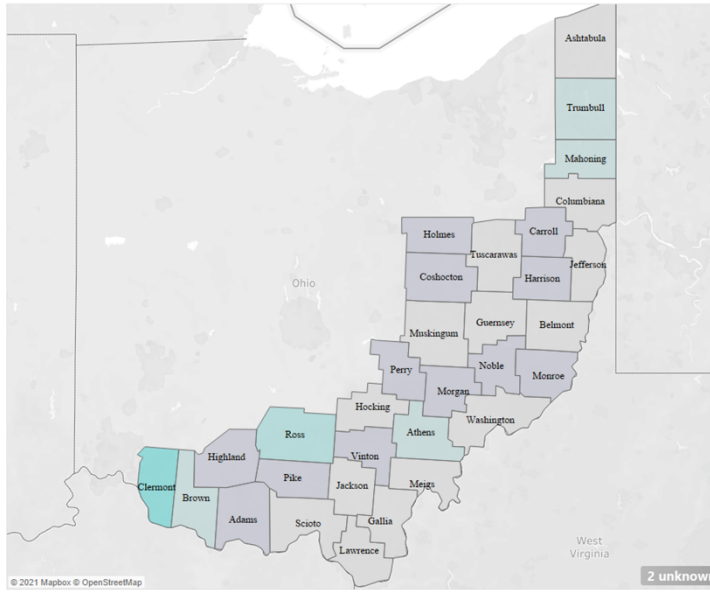 Ashtabula
Trumbull
Mahoning
Columbiana
Holmes
Carroll
Tuscarawas
Jefferson
Coshocton
Harrison
Ohio
Muskingum
Guernsey
Belmont
Perry
Noble
Monroe
Morgan
Hocking
Washington
Ross
Athens
Highland
Vinton
Clermont
Pike
Jackson
Meigs
Brown
Adams
Scioto
Gallia
Lawrence
West
Virginia
© 2021 Mapbox © OpenStreetMap
2 unknown